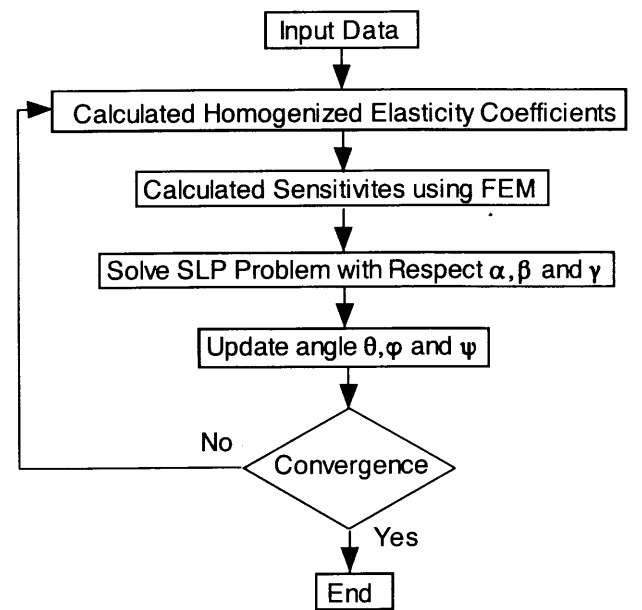 Input Data
Calculated Homogenized Elasticity Coefficients
Calculated Sensitivites using FEM
Solve SLP Problem with Respect α,β and γ
Update angle θ,φ and ψ
No
Convergence
Yes
End